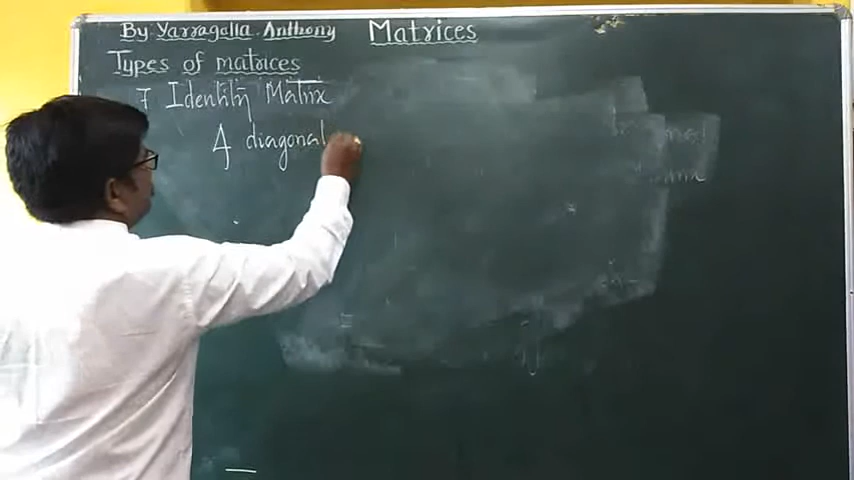 By Yarragalla Anthony Matrices
Types of matrices
7 Identity Matrix
A diagonal